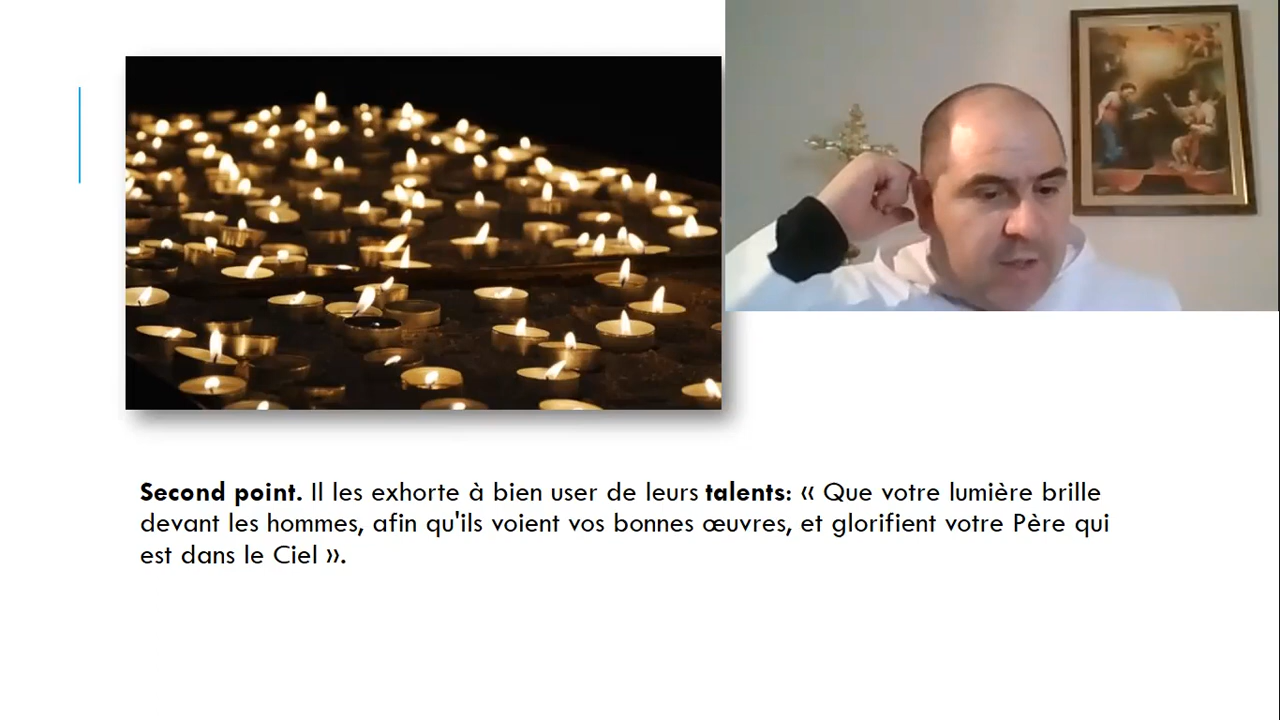 Second point. Il les exhorte à bien user de leurs talents: « Que votre lumière brille
devant les hommes, afin qu'ils voient vos bonnes œuvres, et glorifient votre Père qui
est dans le Ciel ».